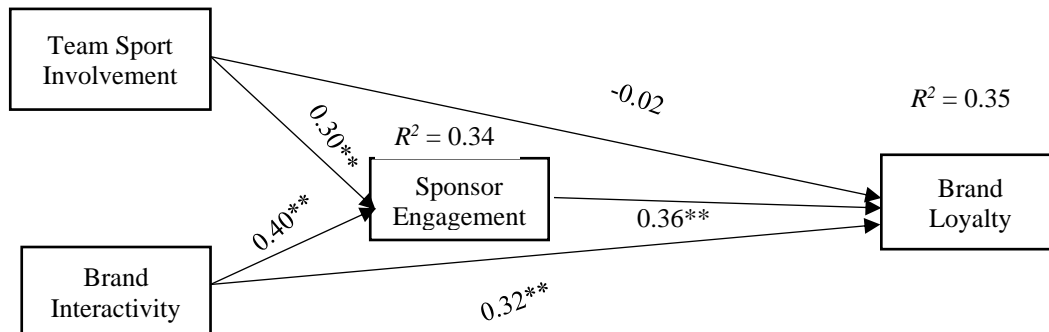 Team Sport
Involvement
-0.02
R² = 0.35
0.30**
R² = 0.34
Sponsor
Engagement
Brand
Loyalty
0.40**
0.36**
Brand
Interactivity
0.32**